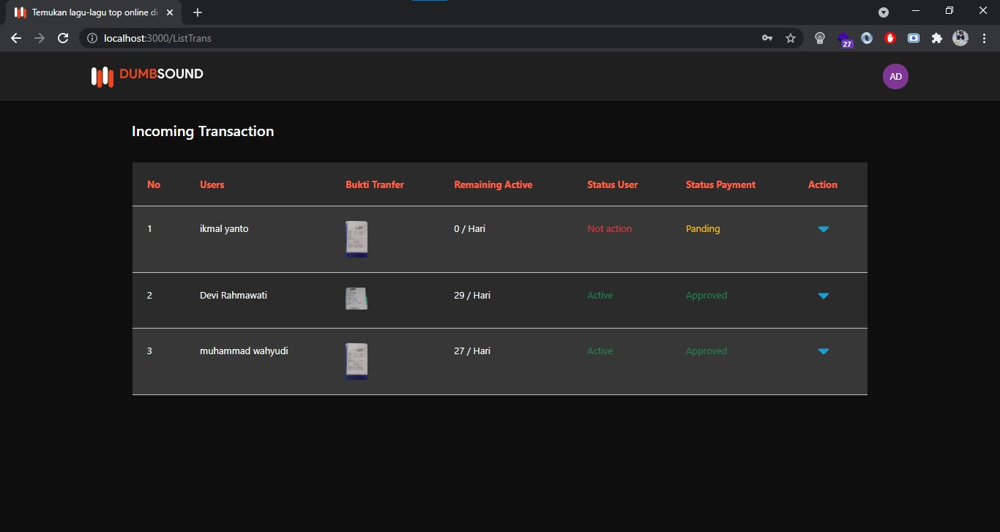 Temukan lagu-lagu top online di
localhost:3000/ListTrans
27
DUMBSOUND
AD
Incoming Transaction
No Users Bukti Tranfer Remaining Active Status User Status Payment Action
1 ikmal yanto 0 / Hari Not action Panding
2 Devi Rahmawati 29 / Hari Active Approved
3 muhammad wahyudi 27 / Hari Active Approved